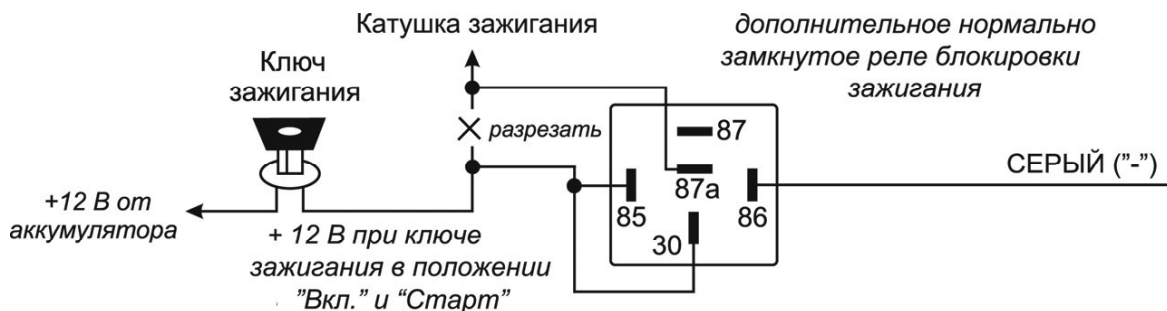 Катушка зажигания
дополнительное нормально
замкнутое реле блокировки
зажигания
Ключ
зажигания
разрезать
87
87a
85
86
30
СЕРЫЙ ("-")
+12 В от
аккумулятора
+ 12 В при ключе
зажигания в положении
"Вкл." и "Старт"